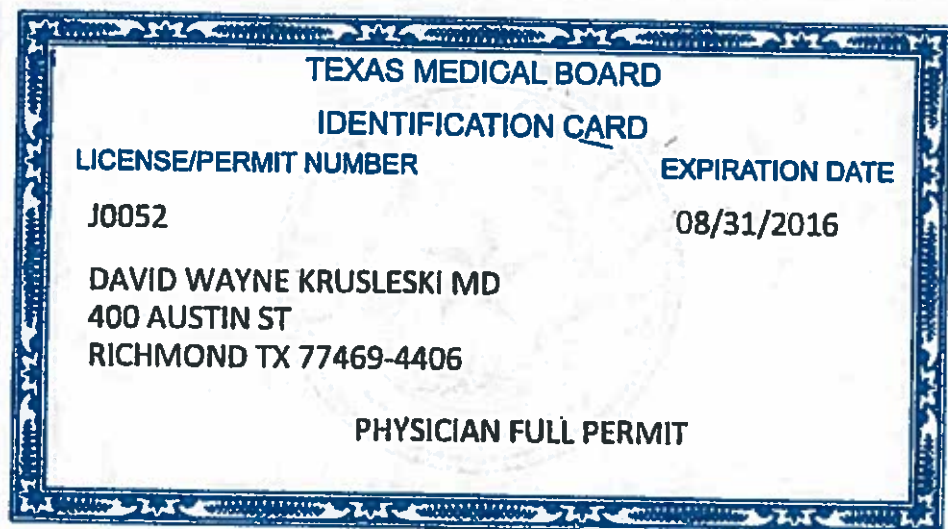 TEXAS MEDICAL BOARD
IDENTIFICATION CARD
LICENSE/PERMIT NUMBER EXPIRATION DATE
J0052 08/31/2016
DAVID WAYNE KRUSLESKI MD
400 AUSTIN ST
RICHMOND TX 77469-4406
PHYSICIAN FULL PERMIT